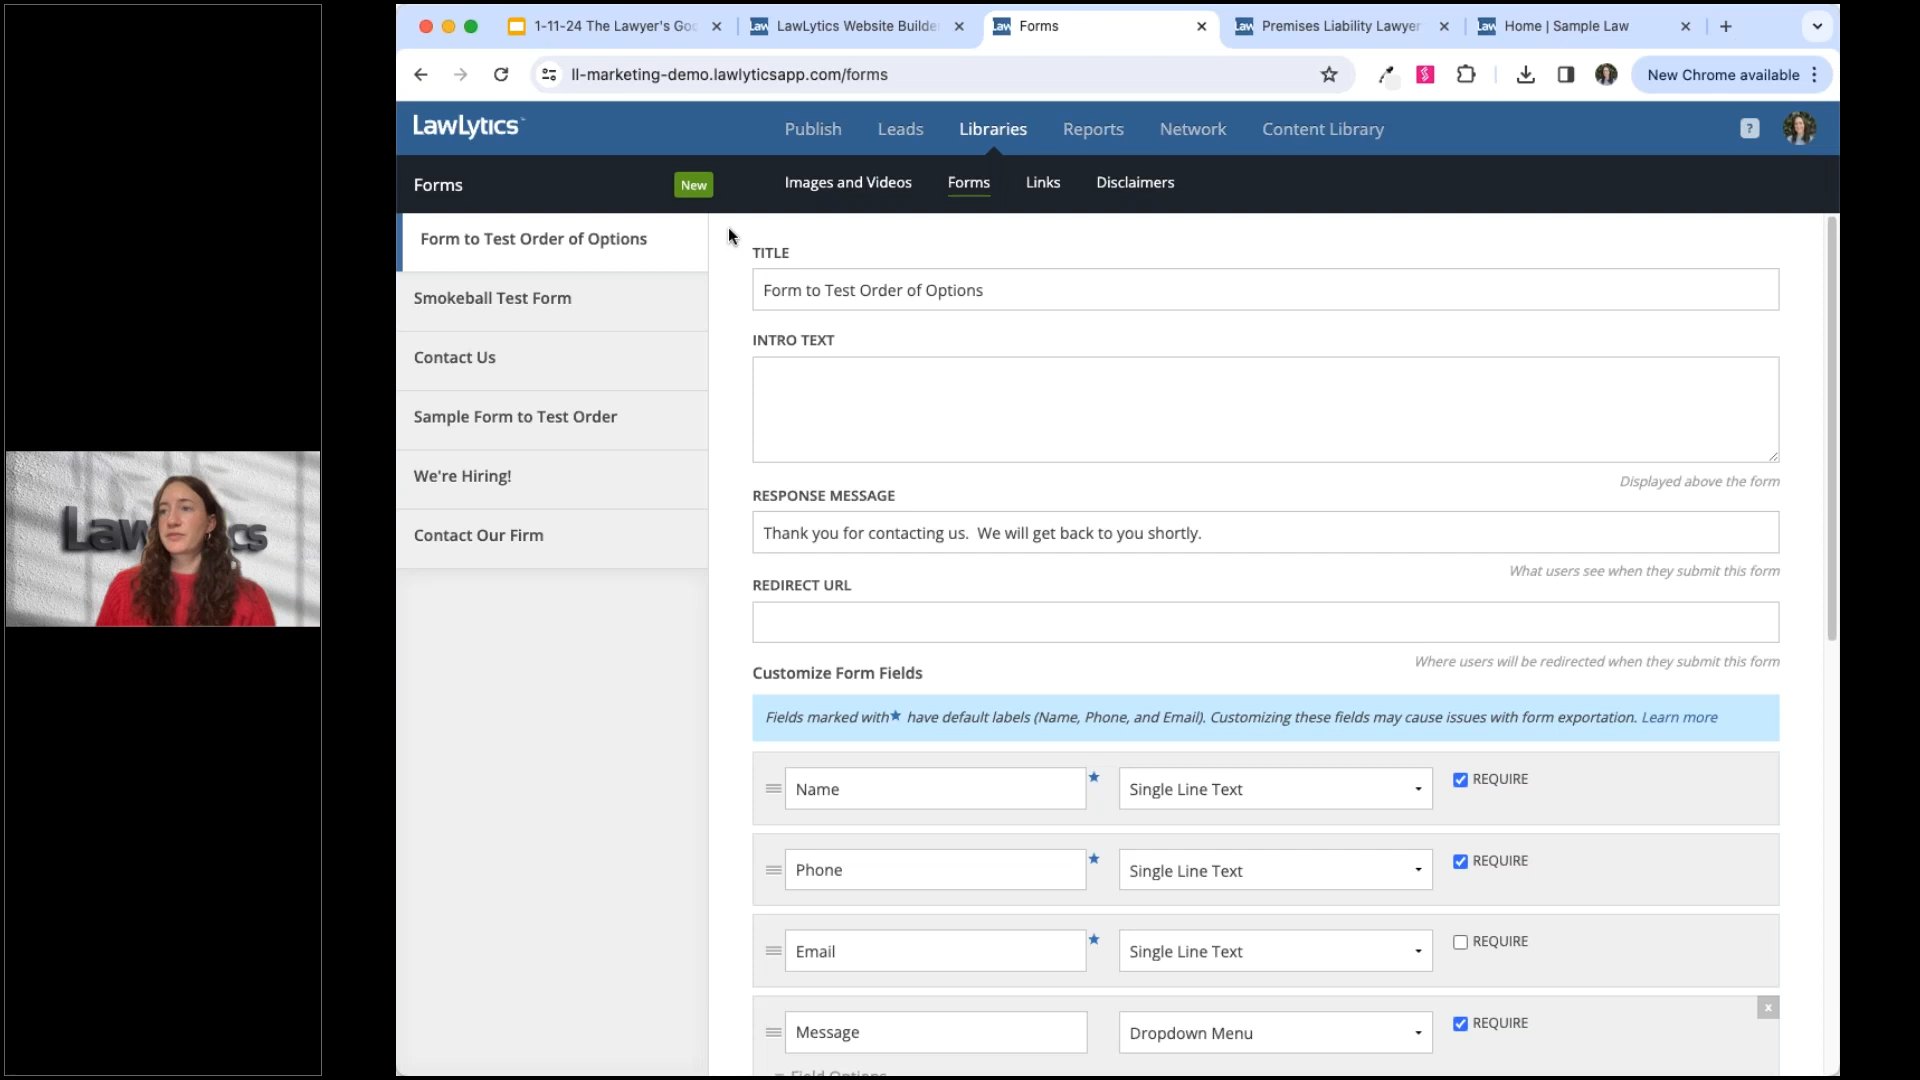 1-11-24 The Lawyer's Go
LawLytics Website Builde
Forms
Premises Liability Lawyer
Home | Sample Law
ll-marketing-demo.lawlyticsapp.com/forms
New Chrome available
LawLytics
Publish
Leads
Libraries
Reports
Network
Content Library
?
Forms
New
Images and Videos
Forms
Links
Disclaimers
Form to Test Order of Options
Smokeball Test Form
Contact Us
Sample Form to Test Order
We're Hiring!
Contact Our Firm
TITLE
Form to Test Order of Options
INTRO TEXT
Displayed above the form
RESPONSE MESSAGE
Thank you for contacting us.  We will get back to you shortly.
What users see when they submit this form
REDIRECT URL
Where users will be redirected when they submit this form
Customize Form Fields
Fields marked with★ have default labels (Name, Phone, and Email). Customizing these fields may cause issues with form exportation. Learn more
Name ★ Single Line Text REQUIRE
Phone ★ Single Line Text REQUIRE
Email ★ Single Line Text REQUIRE
x
Message Dropdown Menu REQUIRE
Field Options